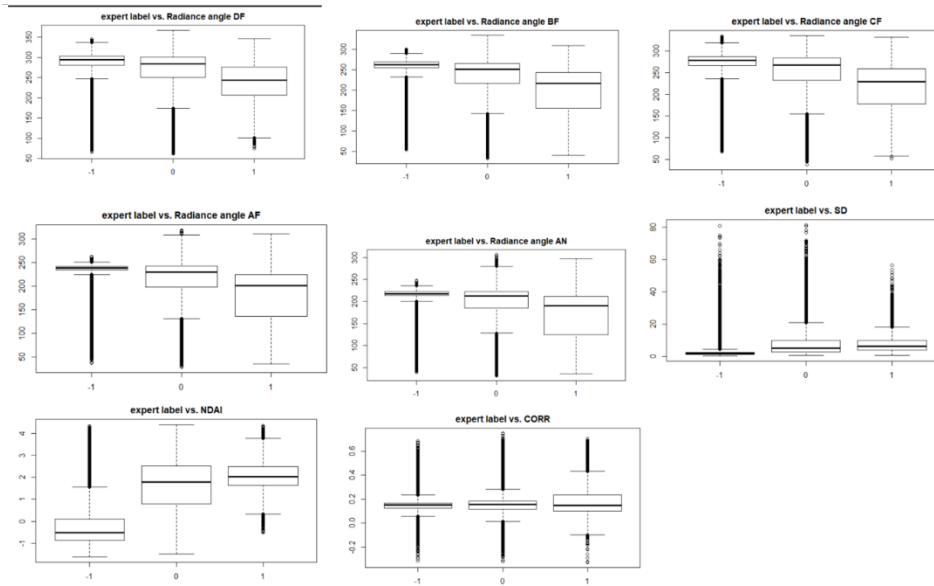 expert label vs. Radiance angle DF
350
300
250
200
150
100
50
-1 0 1
expert label vs. Radiance angle BF
300
250
200
150
100
50
-1 0 1
expert label vs. Radiance angle CF
300
250
200
150
100
50
-1 0 1
expert label vs. Radiance angle AF
300
250
200
150
100
50
-1 0 1
expert label vs. Radiance angle AN
300
250
200
150
100
50
-1 0 1
expert label vs. SD
80
60
40
20
0
-1 0 1
expert label vs. NDAI
4
3
2
1
0
-1
-1 0 1
expert label vs. CORR
0.6
0.4
0.2
0.0
-0.2
-1 0 1